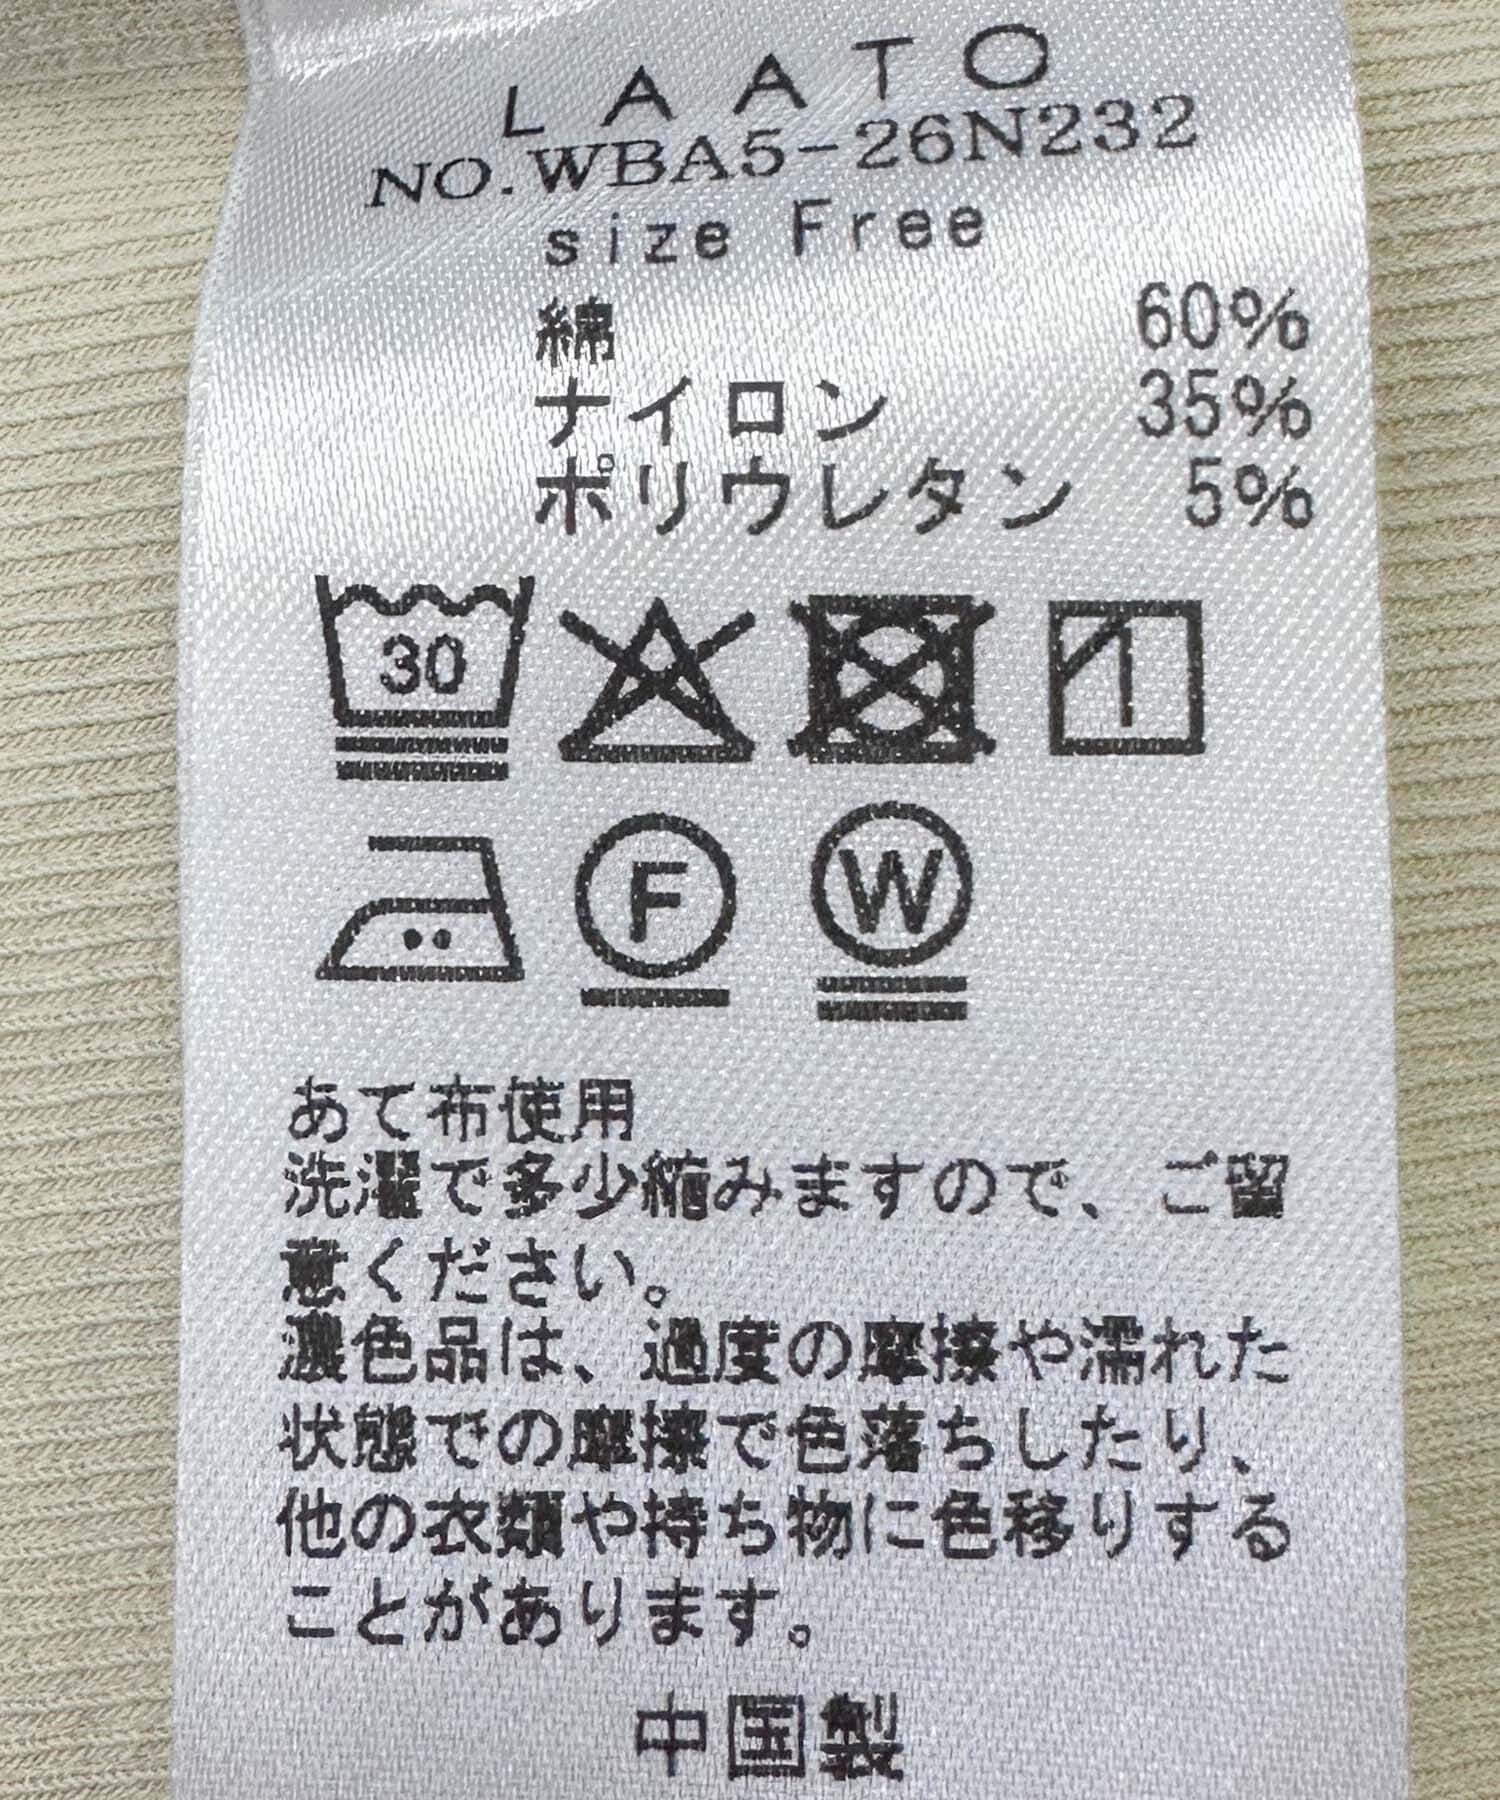 LAATO
NO.WBA5-26N232
size Free
綿 60%
ナイロン 35%
ポリウレタン 5%
30
F
W
あて布使用
洗濯で多少縮みますので、ご留
意ください。
濃色品は、過度の摩擦や濡れた
状態での摩擦で色落ちしたり、
他の衣類や持ち物に色移りする
ことがあります。
中国製